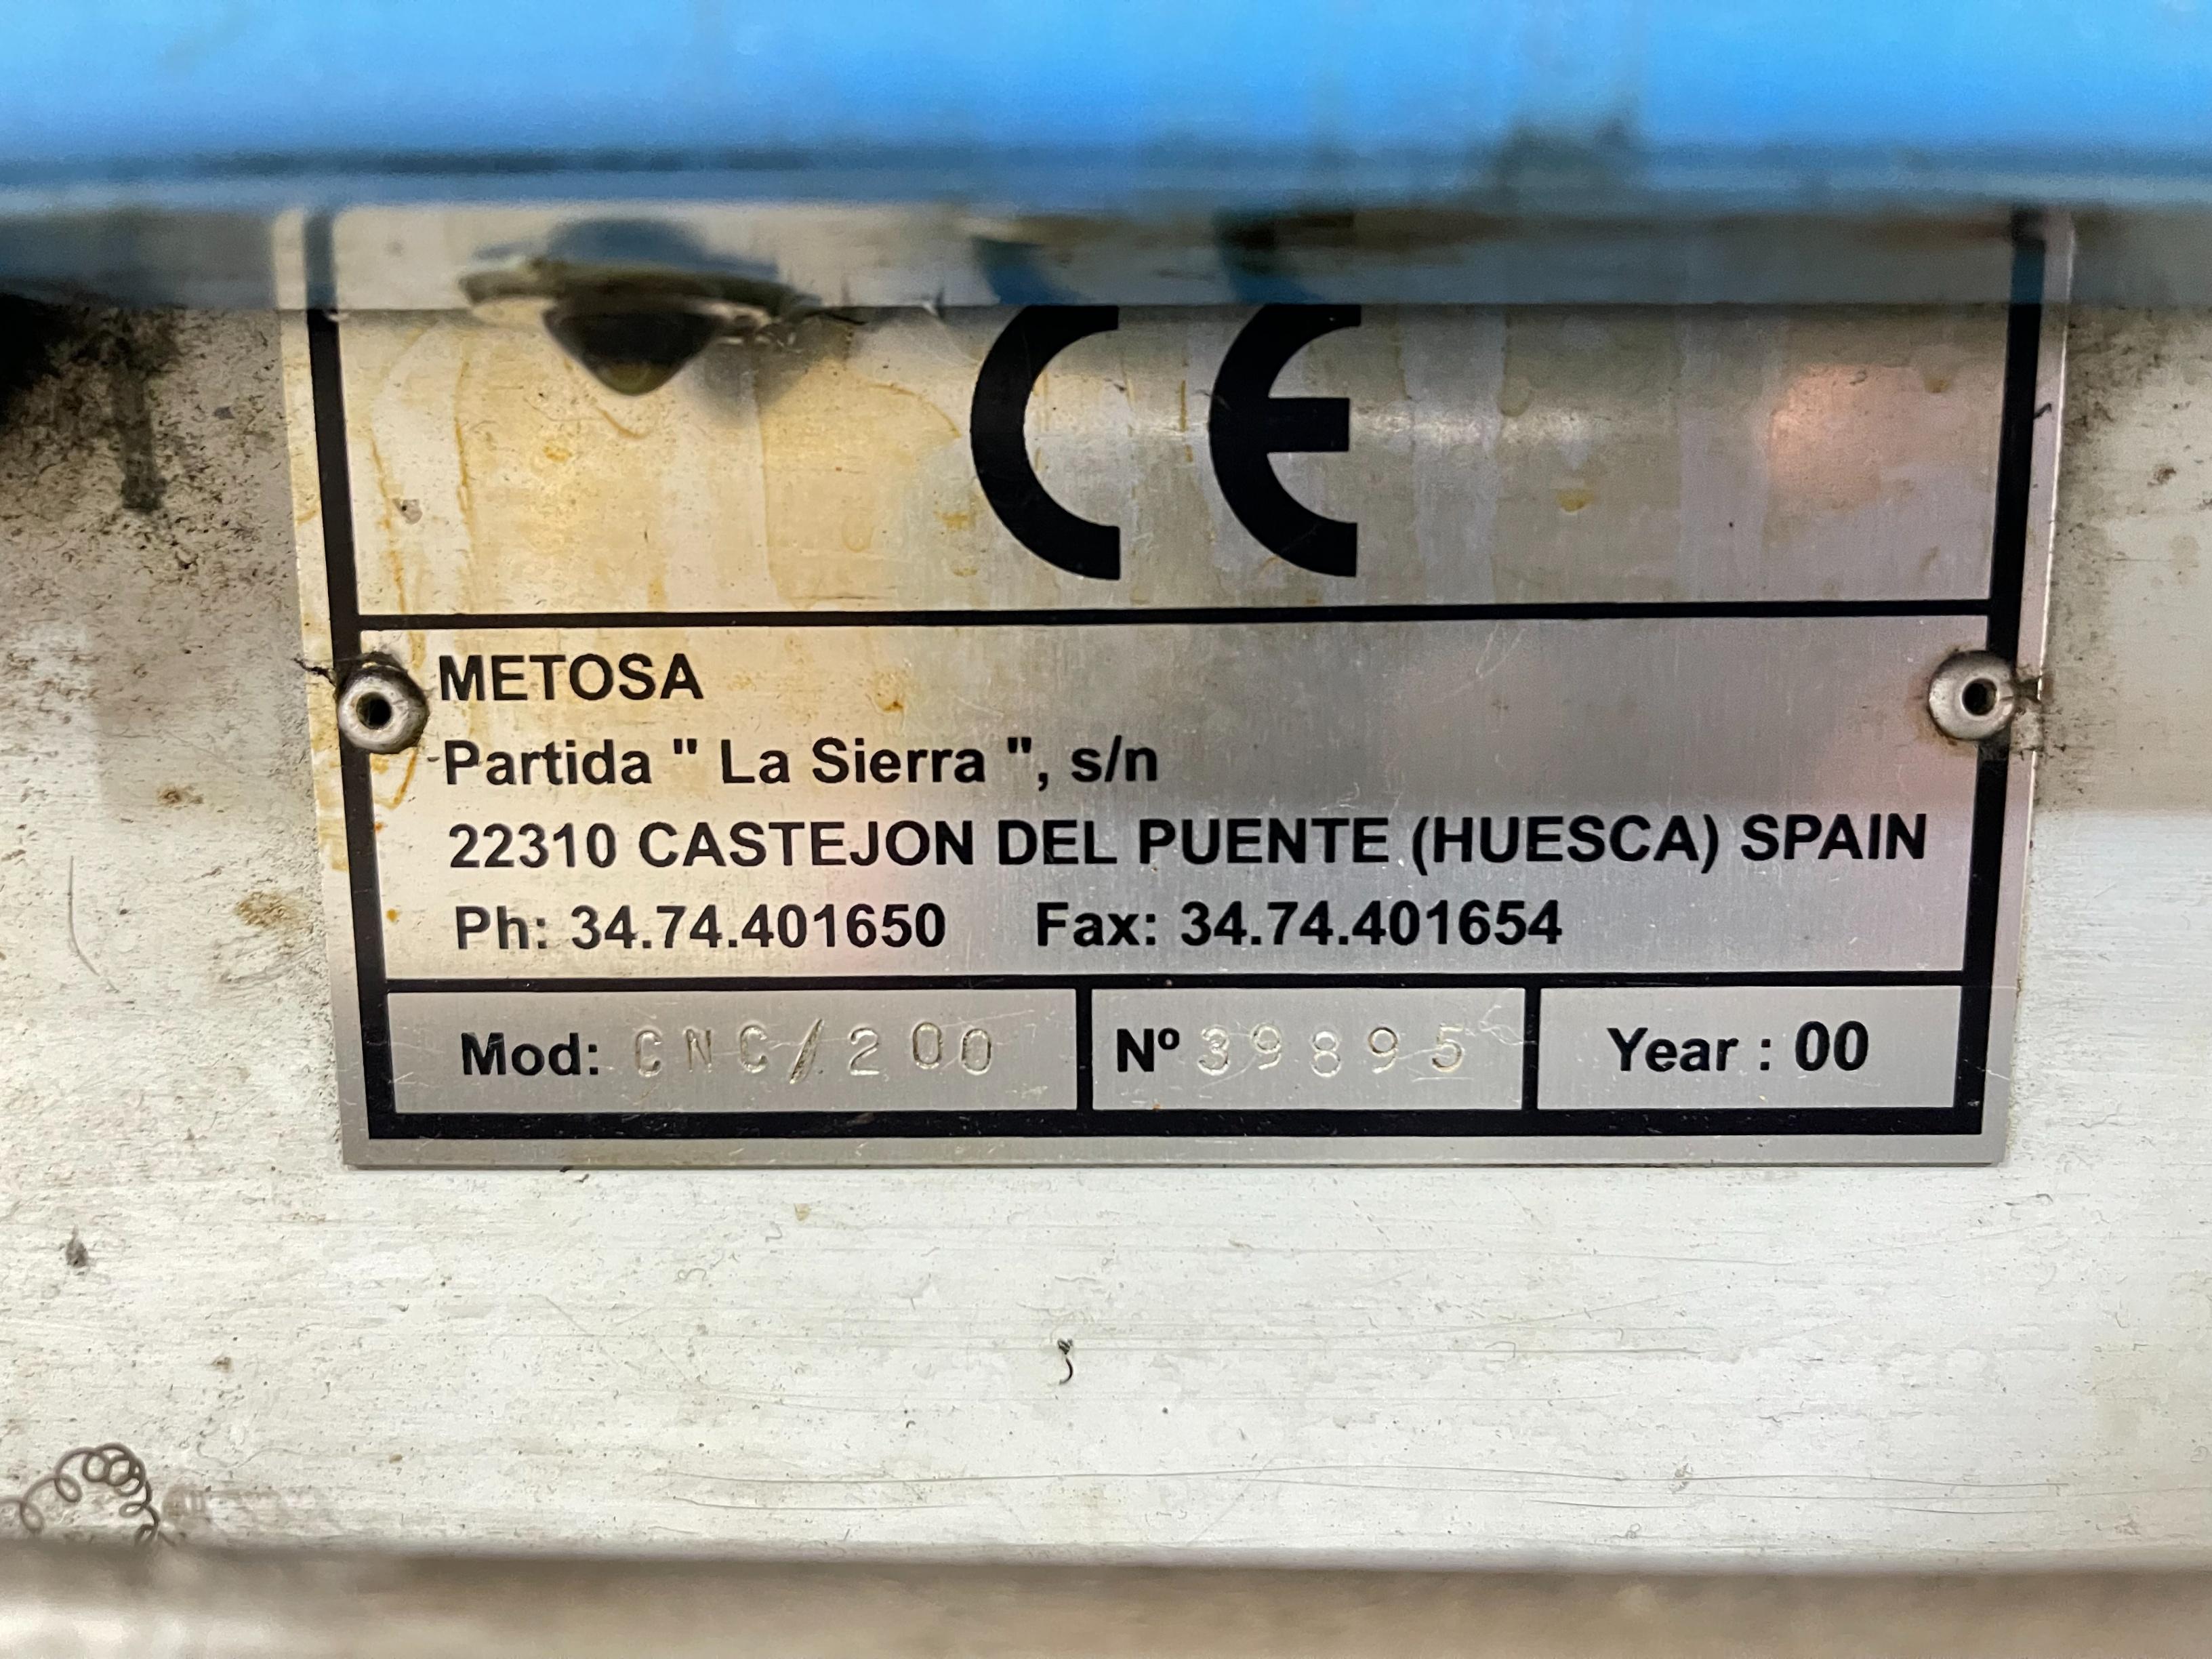 CE
METOSA
Partida " La Sierra ", s/n
22310 CASTEJON DEL PUENTE (HUESCA) SPAIN
Ph: 34.74.401650 Fax: 34.74.401654
Mod: CNC/200 Nº 39895 Year : 00